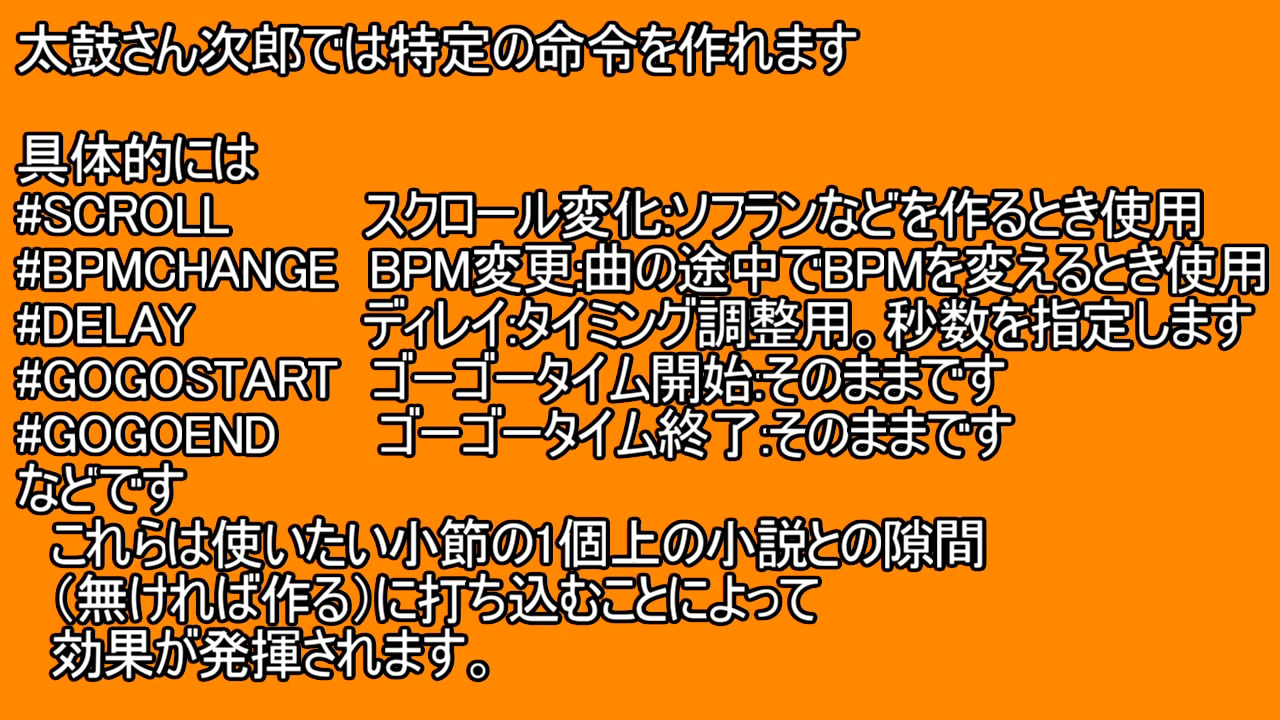 太鼓さん次郎では特定の命令を作れます
具体的には
#SCROLL スクロール変化:ソフランなどを作るとき使用
#BPMCHANGE BPM変更:曲の途中でBPMを変えるとき使用
#DELAY ディレイ:タイミング調整用。秒数を指定します
#GOGOSTART ゴーゴータイム開始:そのままです
#GOGOEND ゴーゴータイム終了:そのままです
などです
これらは使いたい小節の1個上の小説との隙間
（無ければ作る）に打ち込むことによって
効果が発揮されます。